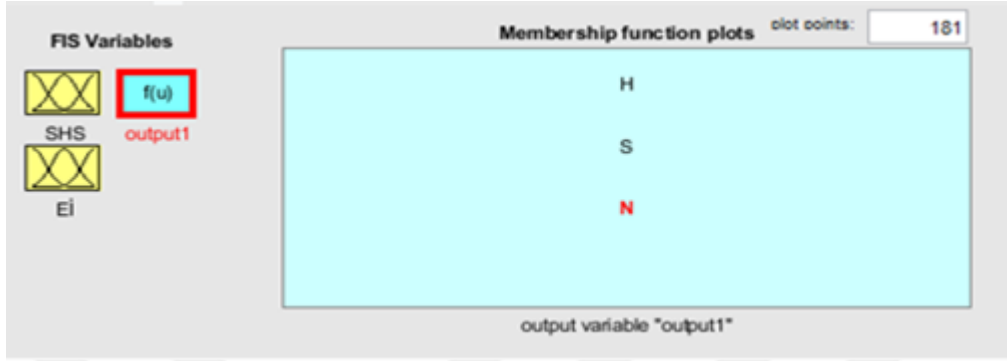 FIS Variables
f(u)
SHS
output1
Eİ
Membership function plots
plot points:
181
H
S
N
output variable "output1"